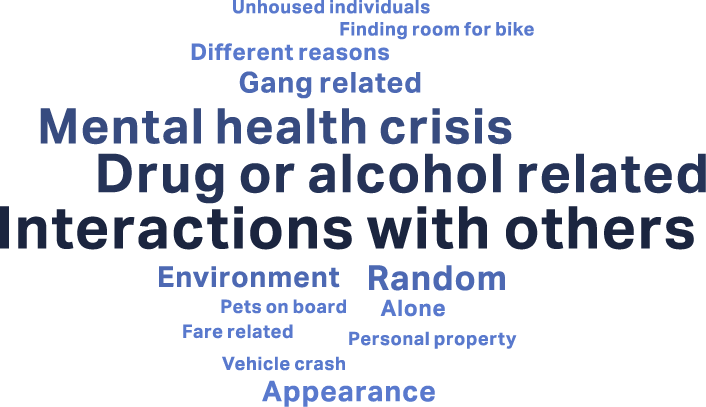 Unhoused individuals
Finding room for bike
Different reasons
Gang related
Mental health crisis
Drug or alcohol related
Interactions with others
Environment
Random
Pets on board
Alone
Fare related
Personal property
Vehicle crash
Appearance